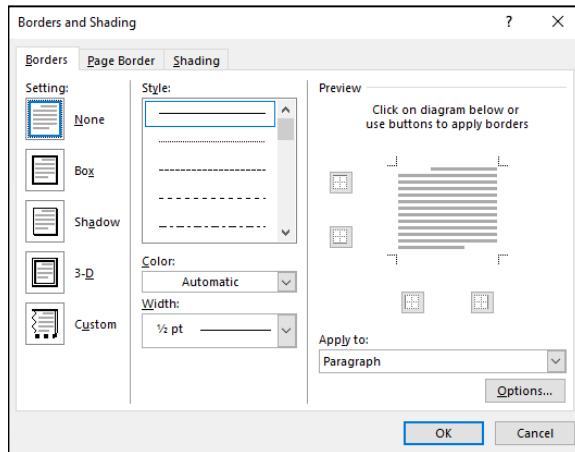 Borders and Shading ? ×
Borders Page Border Shading
Setting:
None
Box
Shadow
3-D
Custom
Style:
Color:
Automatic
Width:
½ pt
Preview
Click on diagram below or
use buttons to apply borders
Apply to:
Paragraph
Options...
OK Cancel